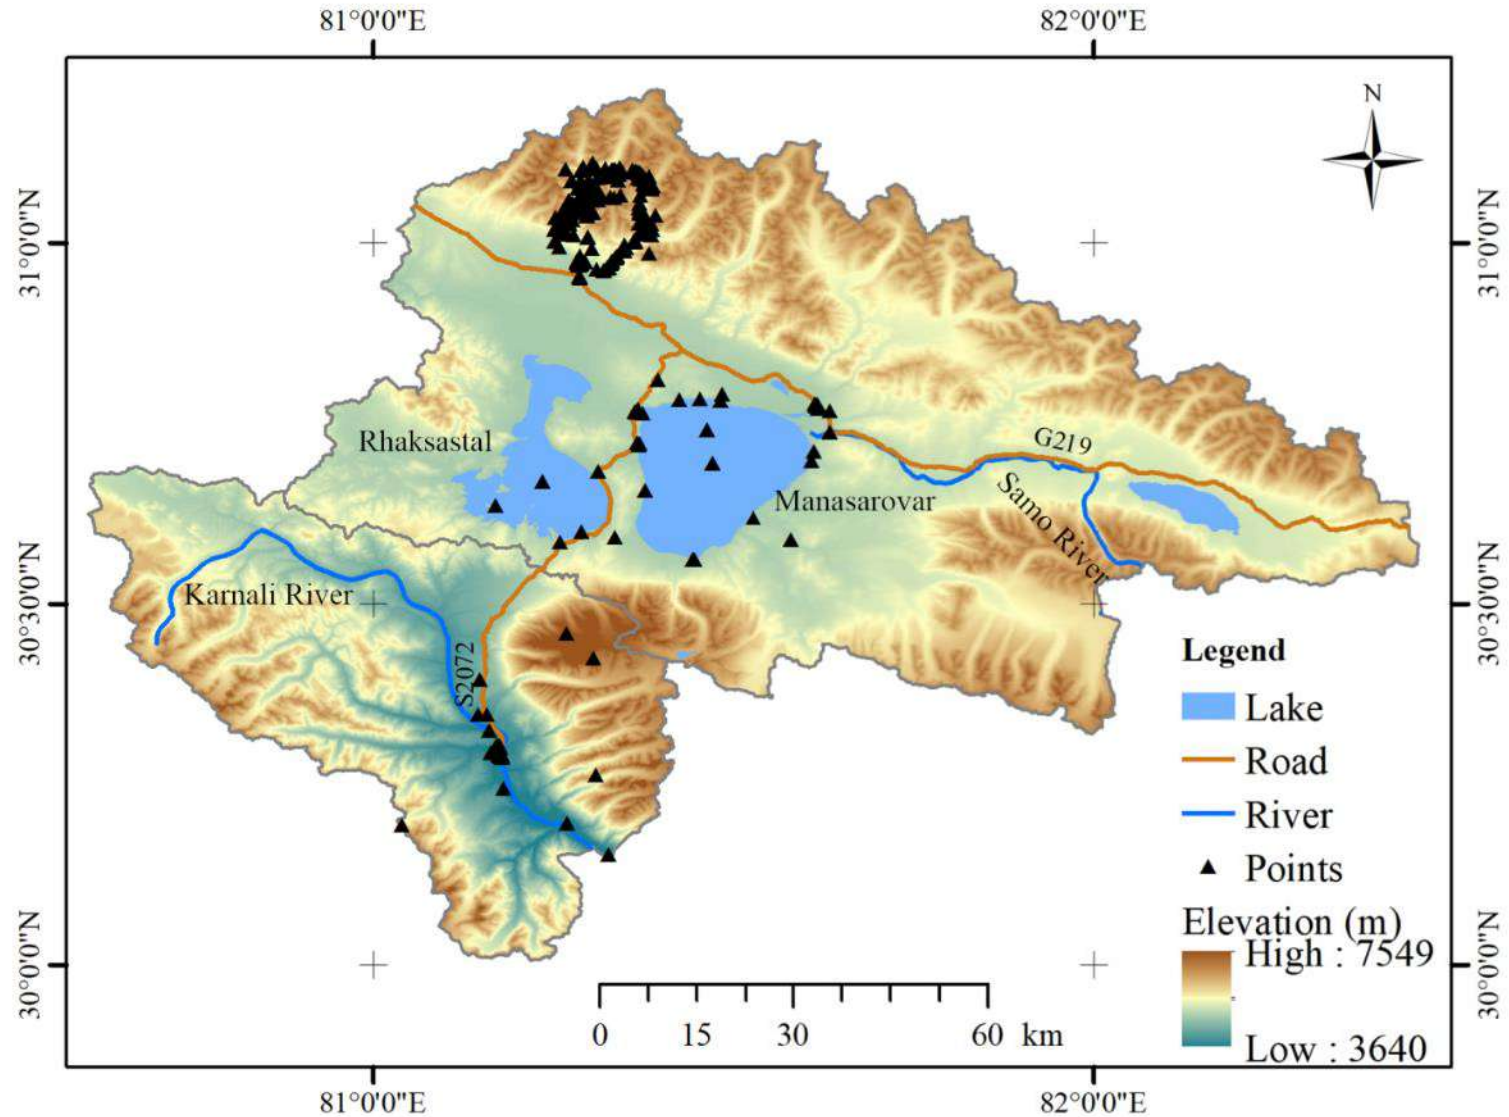 81°0'0"E
82°0'0"E
N
31°0'0"N
31°0'0"N
Rhaksastal
G219
Manasarovar
Samo River
Karnali River
30°30'0"N
30°30'0"N
S2072
Legend
Lake
Road
River
Points
Elevation (m)
High : 7549
Low : 3640
30°0'0"N
30°0'0"N
0 15 30 60 km
81°0'0"E
82°0'0"E